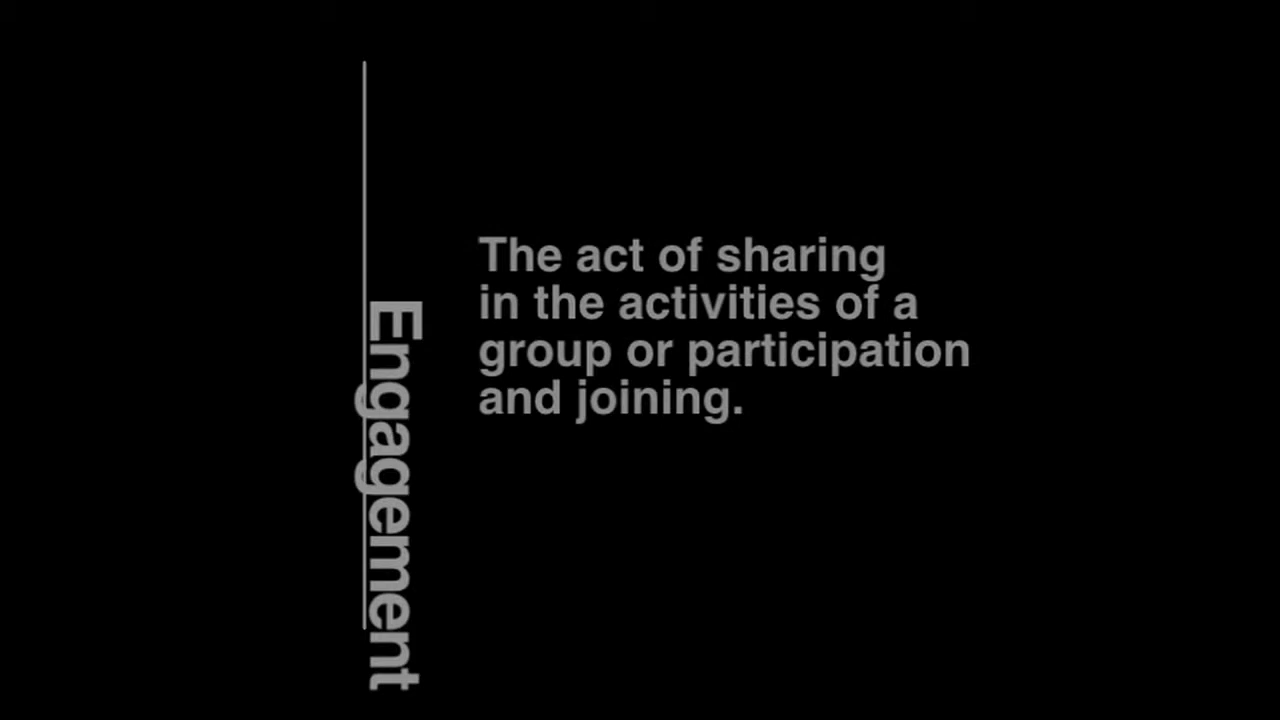 Engagement
The act of sharing
in the activities of a
group or participation
and joining.